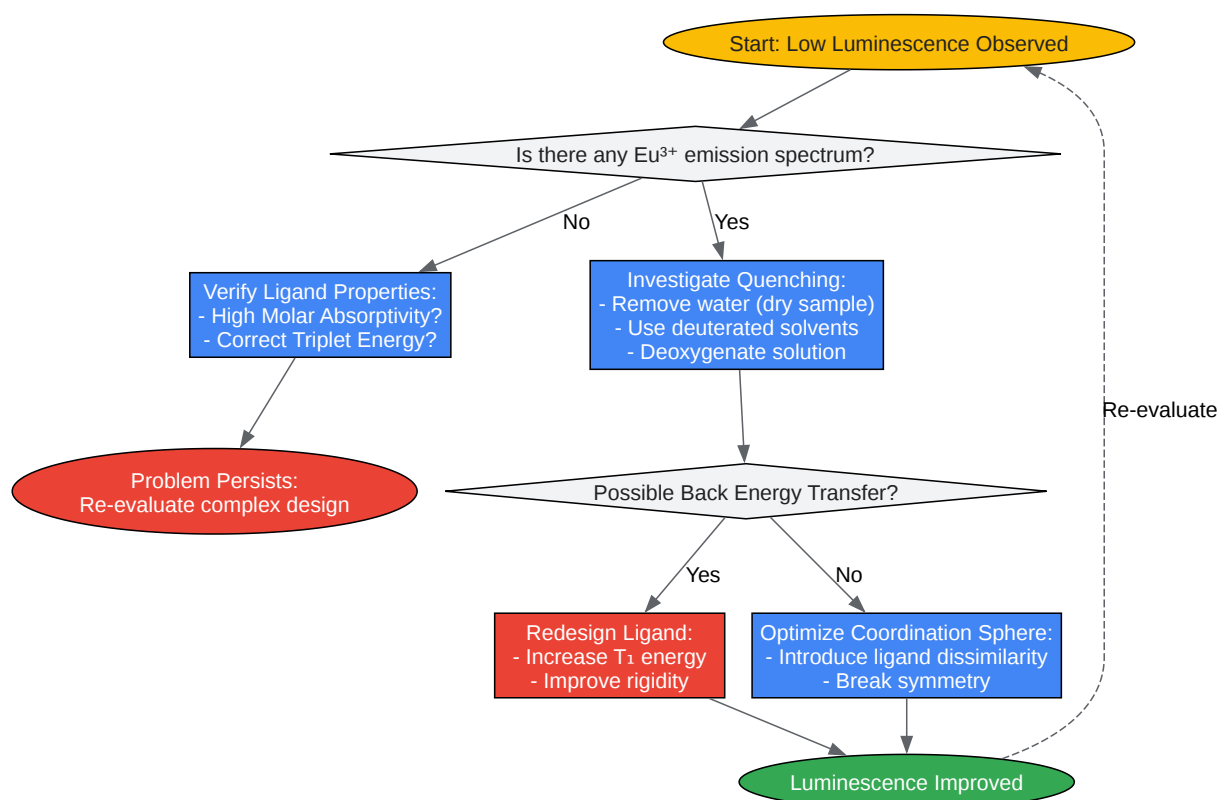 Start: Low Luminescence Observed
Is there any Eu³⁺ emission spectrum?
No
Yes
Verify Ligand Properties:
- High Molar Absorptivity?
- Correct Triplet Energy?
Investigate Quenching:
- Remove water (dry sample)
- Use deuterated solvents
- Deoxygenate solution
Re-evaluate
Problem Persists:
Re-evaluate complex design
Possible Back Energy Transfer?
Yes
No
Redesign Ligand:
- Increase T₁ energy
- Improve rigidity
Optimize Coordination Sphere:
- Introduce ligand dissimilarity
- Break symmetry
Luminescence Improved